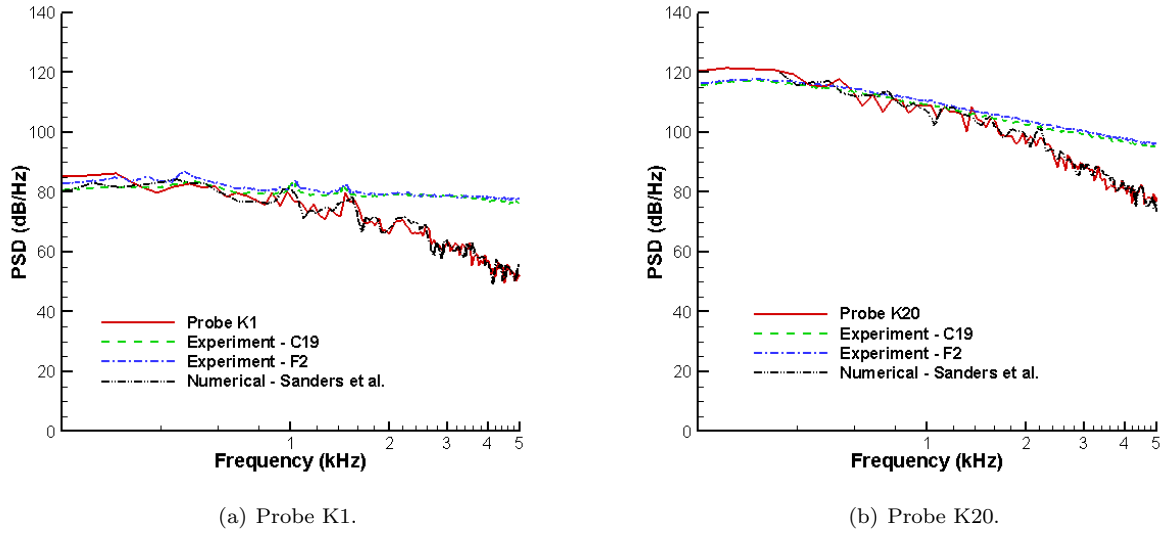 140
120
100
80
60
40
20
0
PSD (dB/Hz)
Probe K1
Experiment - C19
Experiment - F2
Numerical - Sanders et al.
1 2 3 4 5
Frequency (kHz)
(a) Probe K1.
140
120
100
80
60
40
20
0
PSD (dB/Hz)
Probe K20
Experiment - C19
Experiment - F2
Numerical - Sanders et al.
1 2 3 4 5
Frequency (kHz)
(b) Probe K20.